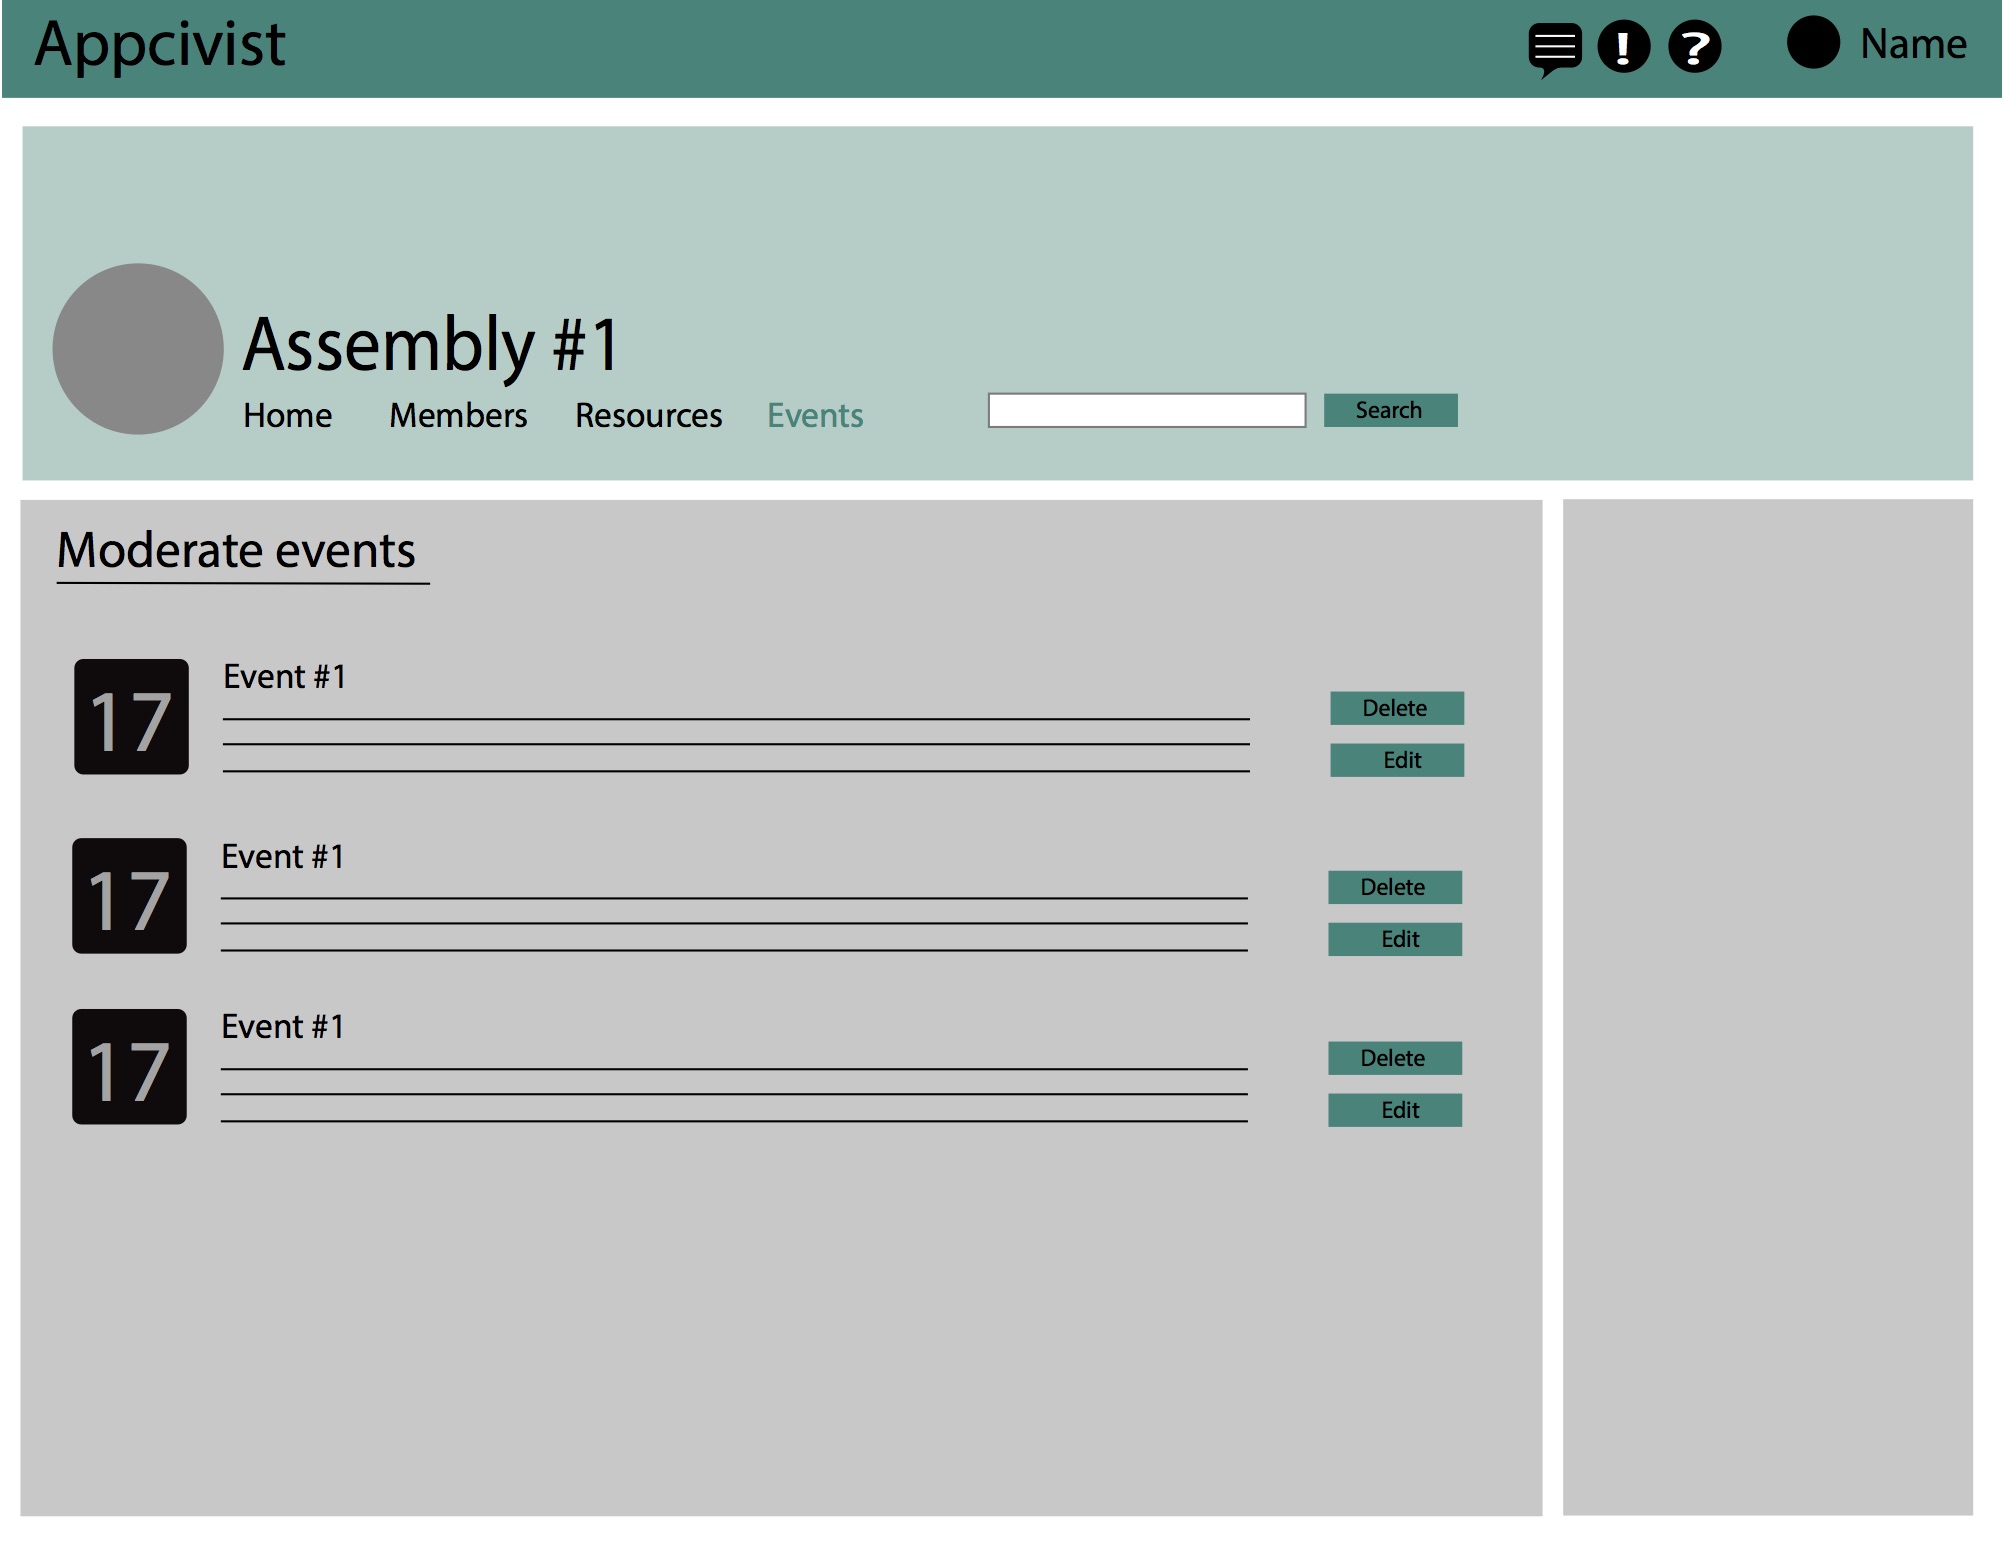 Appcivist
! ? Name
Assembly #1
Home Members Resources Events Search
Moderate events
17 Event #1
Delete
Edit
17 Event #1
Delete
Edit
17 Event #1
Delete
Edit